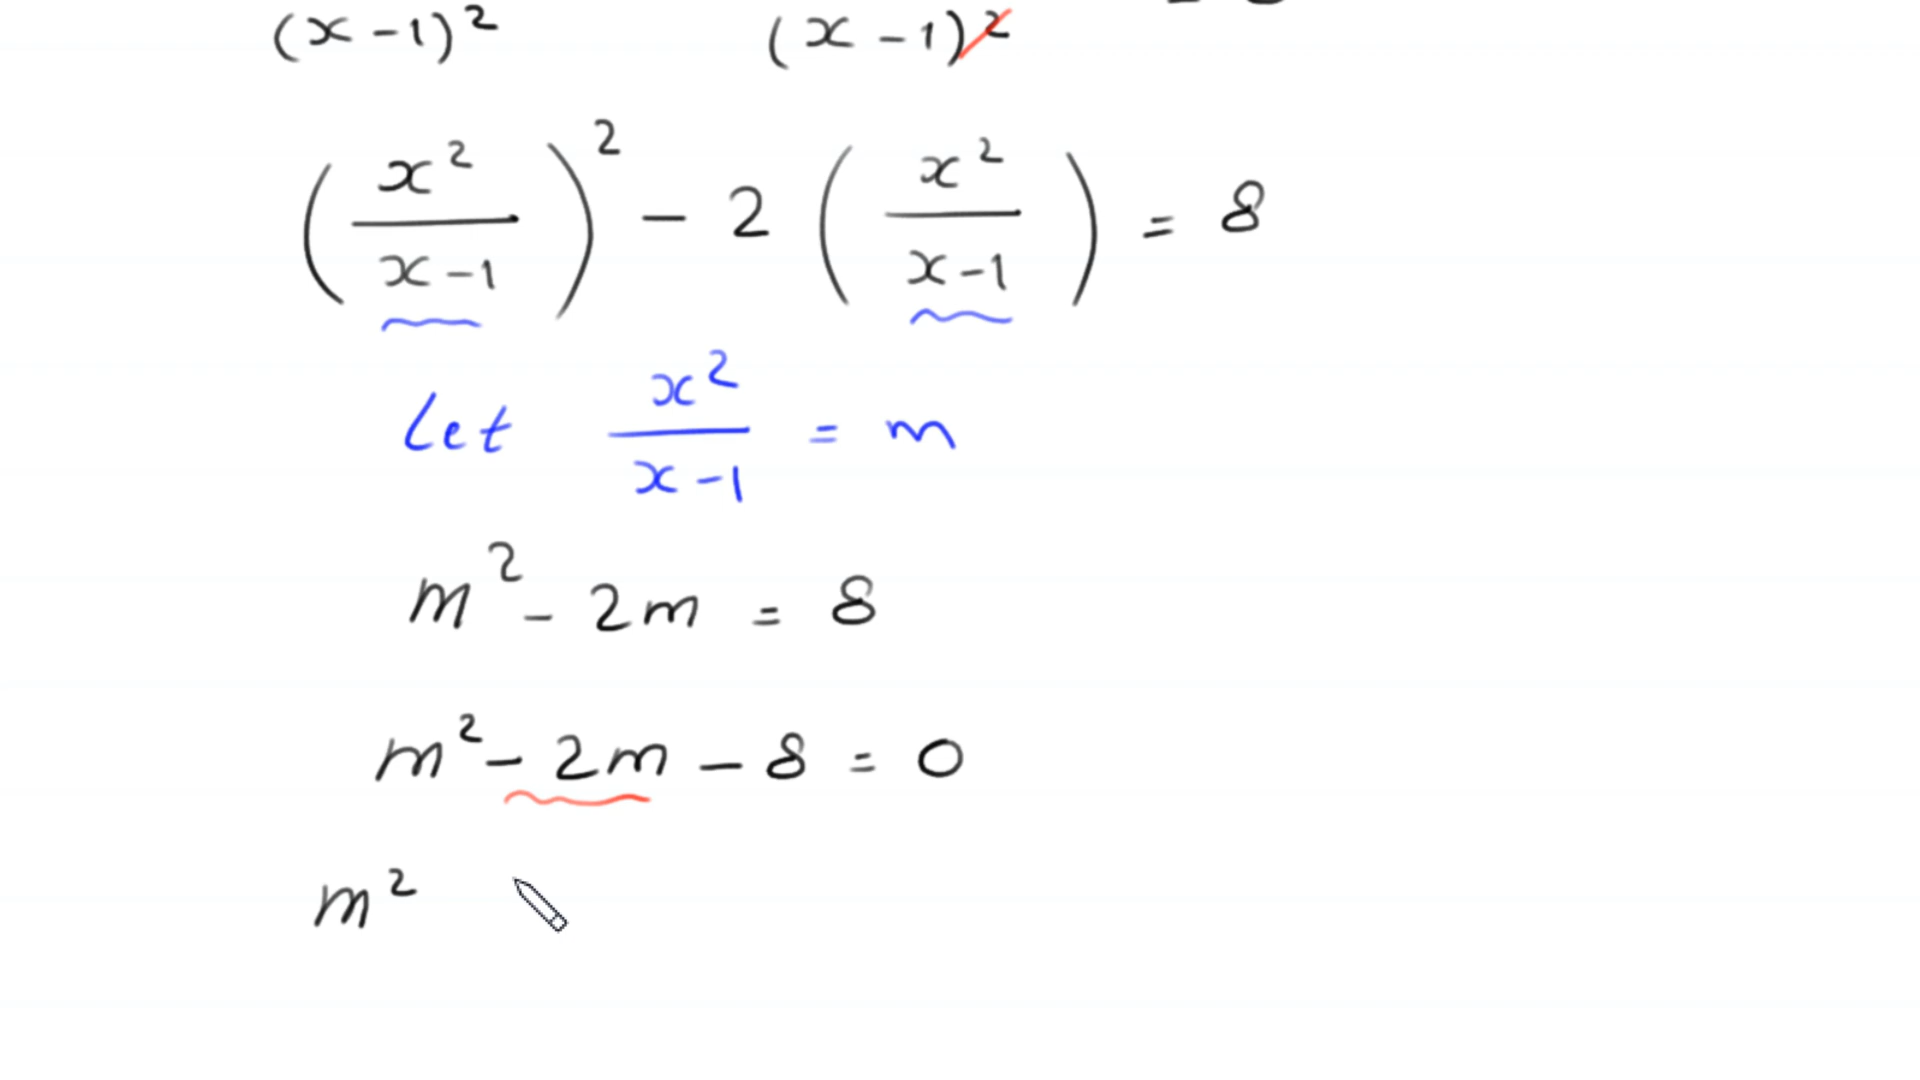 (x - 1)² (x - 1)²
(x²/(x - 1))² - 2 (x²/(x - 1)) = 8
Let x²/(x - 1) = m
m² - 2m = 8
m² - 2m - 8 = 0
m²